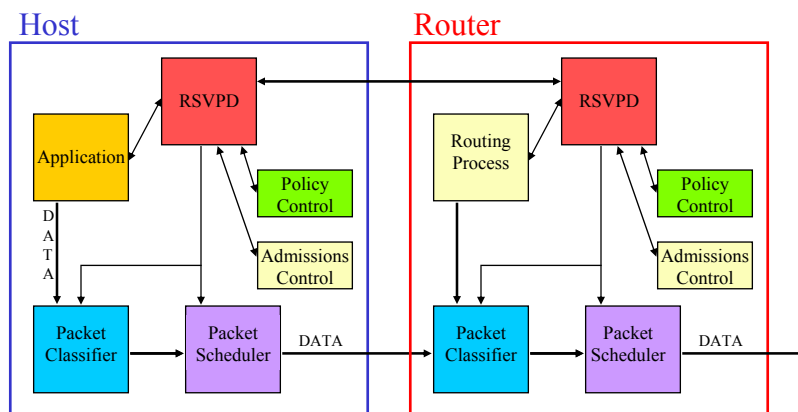 Host
Router
RSVPD
RSVPD
Application
Routing
Process
Policy
Control
Policy
Control
DATA
Admissions
Control
Admissions
Control
Packet
Classifier
Packet
Scheduler
DATA
Packet
Classifier
Packet
Scheduler
DATA